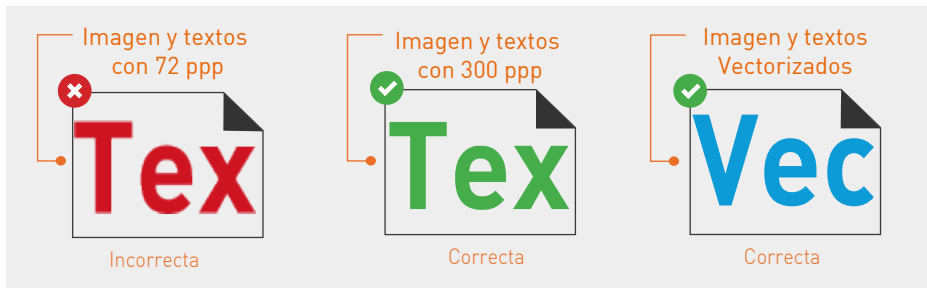 Imagen y textos
con 72 ppp
Tex
Incorrecta
Imagen y textos
con 300 ppp
Tex
Correcta
Imagen y textos
Vectorizados
Vec
Correcta